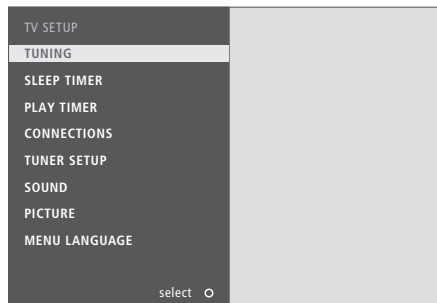 TV SETUP
TUNING
SLEEP TIMER
PLAY TIMER
CONNECTIONS
TUNER SETUP
SOUND
PICTURE
MENU LANGUAGE
select